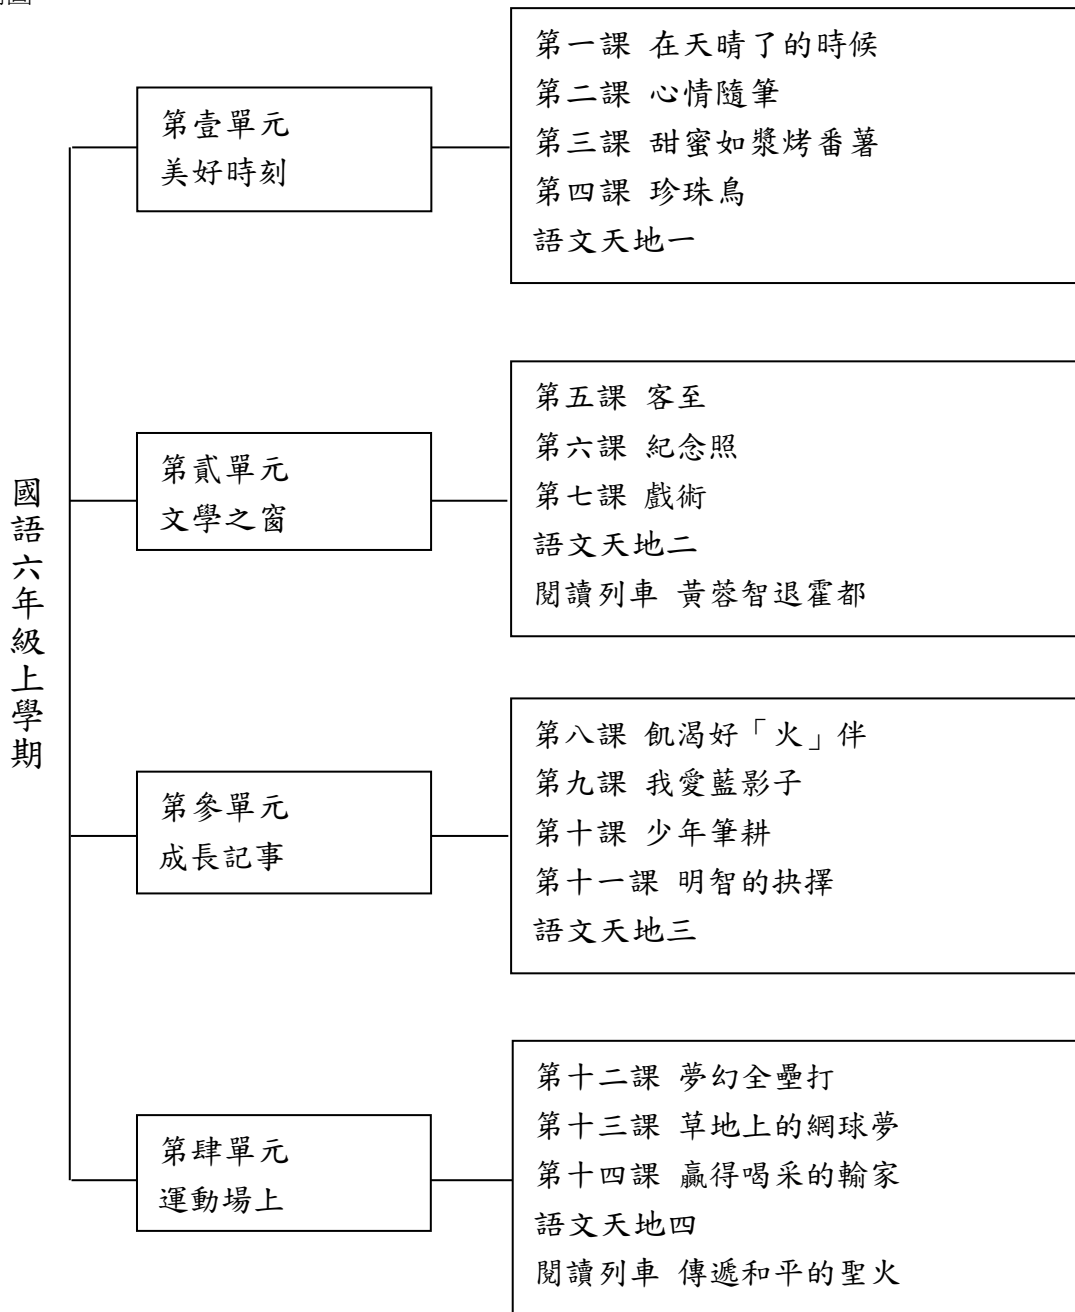 國語六年級上學期
第壹單元
美好時刻
第一課 在天晴了的時候
第二課 心情隨筆
第三課 甜蜜如漿烤番薯
第四課 珍珠鳥
語文天地一
第貳單元
文學之窗
第五課 客至
第六課 紀念照
第七課 戲術
語文天地二
閱讀列車 黃蓉智退霍都
第參單元
成長記事
第八課 飢渴好「火」伴
第九課 我愛藍影子
第十課 少年筆耕
第十一課 明智的抉擇
語文天地三
第肆單元
運動場上
第十二課 夢幻全壘打
第十三課 草地上的網球夢
第十四課 贏得喝采的輸家
語文天地四
閱讀列車 傳遞和平的聖火